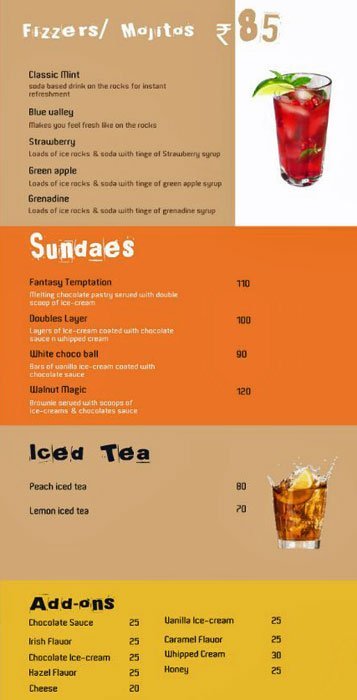 Fizzers/ Mojitos ₹85
Classic Mint
soda based drink on the rocks for instant
refreshment
Blue valley
Makes you feel fresh like on the rocks
Strawberry
Loads of ice rocks & soda with tinge of Strawberry syrup
Green apple
Loads of ice rocks & soda with tinge of green apple syrup
Grenadine
Loads of ice rocks & soda with tinge of grenadine syrup
Sundaes
Fantasy Temptation 110
Melting chocolate pastry served with double
scoop of ice-cream
Doubles Layer 100
Layers of Ice-cream coated with chocolate
sauce n whipped cream
White choco ball 90
Bars of vanilla ice-cream coated with
chocolate sauce
Walnut Magic 120
Brownie served with scoops of
ice-creams & chocolates sauce
Iced Tea
Peach iced tea 80
Lemon iced tea 70
Add-ons
Chocolate Sauce 25 Vanilla Ice-cream 25
Irish Flavor 25 Caramel Flavor 25
Chocolate Ice-cream 25 Whipped Cream 30
Hazel Flavor 25 Honey 25
Cheese 20